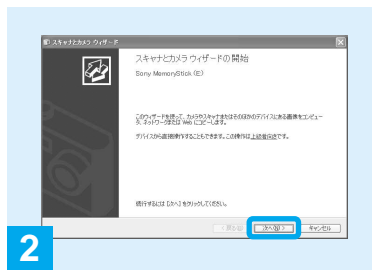 スキャナとカメラ ウィザード
スキャナとカメラ ウィザードの開始
Sony MemoryStick (E:)
このウィザードを使って、カメラやスキャナまたはそのほかのデバイスにある画像をコンピュー
タ、ネットワークまたは Web にコピーします。
デバイスから直接操作することもできます。この操作は上級者向きです。
続行するには [次へ] をクリックしてください。
< 戻る(B)
次へ(N) >
キャンセル
2